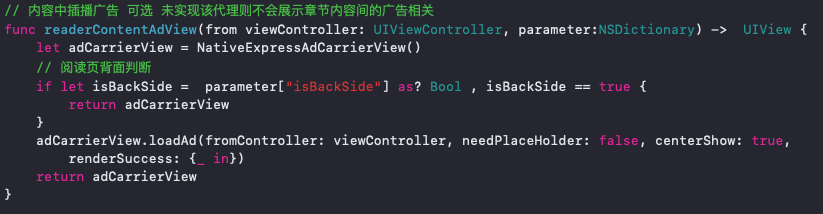 // 内容中插播广告 可选 未实现该代理则不会展示章节内容间的广告相关
func readerContentAdView(from viewController: UIViewController, parameter:NSDictionary) ->  UIView {
    let adCarrierView = NativeExpressAdCarrierView()
    // 阅读页背面判断
    if let isBackSide =  parameter["isBackSide"] as? Bool , isBackSide == true {
        return adCarrierView
    }
    adCarrierView.loadAd(fromController: viewController, needPlaceHolder: false, centerShow: true,
        renderSuccess: {_ in})
    return adCarrierView
}